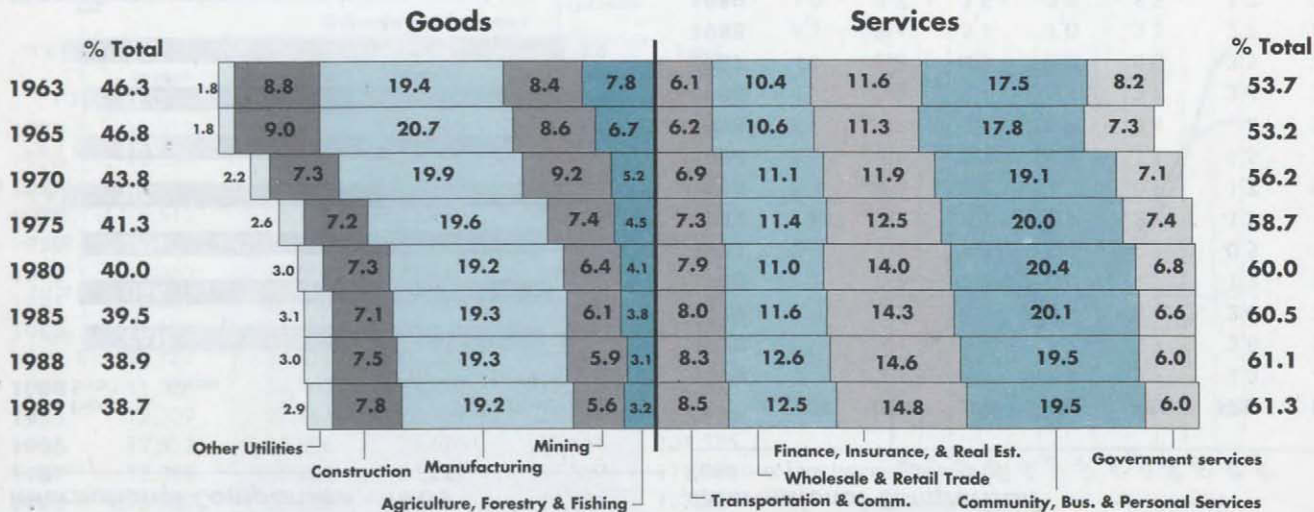 Goods Services
% Total % Total
1963 46.3 1.8 8.8 19.4 8.4 7.8 6.1 10.4 11.6 17.5 8.2 53.7
1965 46.8 1.8 9.0 20.7 8.6 6.7 6.2 10.6 11.3 17.8 7.3 53.2
1970 43.8 2.2 7.3 19.9 9.2 5.2 6.9 11.1 11.9 19.1 7.1 56.2
1975 41.3 2.6 7.2 19.6 7.4 4.5 7.3 11.4 12.5 20.0 7.4 58.7
1980 40.0 3.0 7.3 19.2 6.4 4.1 7.9 11.0 14.0 20.4 6.8 60.0
1985 39.5 3.1 7.1 19.3 6.1 3.8 8.0 11.6 14.3 20.1 6.6 60.5
1988 38.9 3.0 7.5 19.3 5.9 3.1 8.3 12.6 14.6 19.5 6.0 61.1
1989 38.7 2.9 7.8 19.2 5.6 3.2 8.5 12.5 14.8 19.5 6.0 61.3
Other Utilities Mining Finance, Insurance, & Real Est. Government services
Construction Manufacturing Wholesale & Retail Trade
Agriculture, Forestry & Fishing Transportation & Comm. Community, Bus. & Personal Services